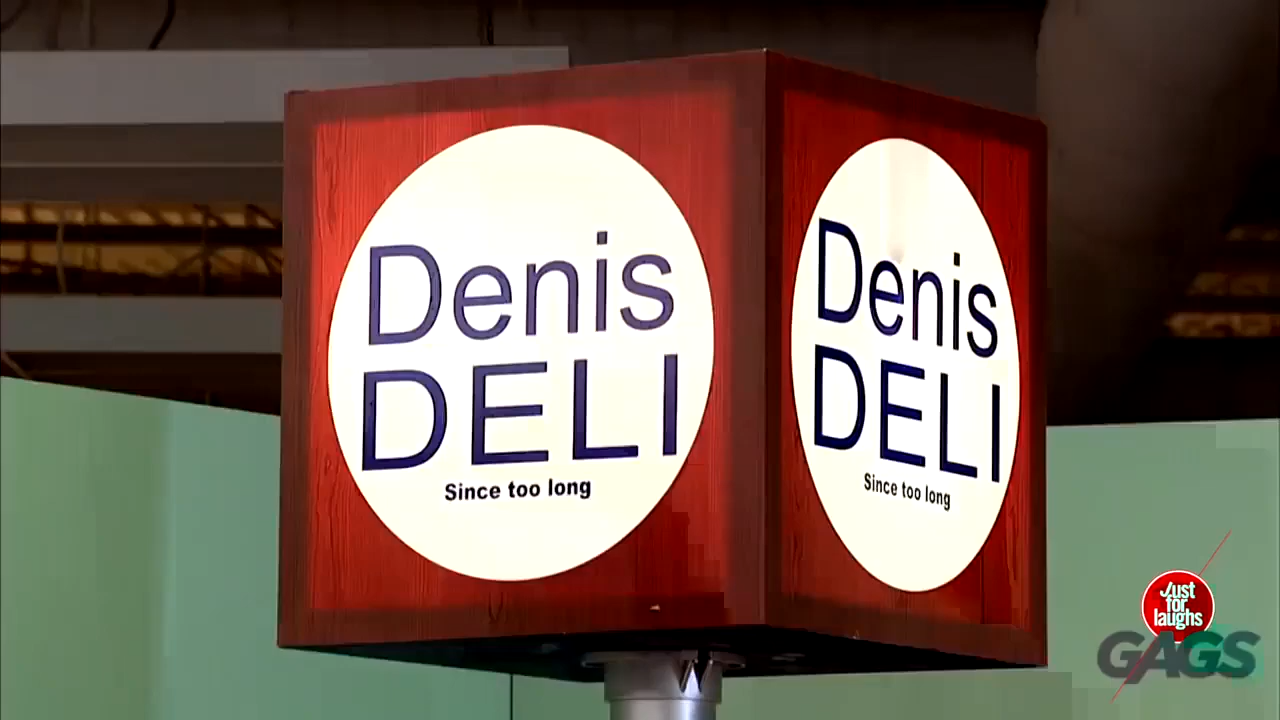 Denis
DELI
Since too long
Denis
DELI
Since too long
Just
for
laughs
GAGS